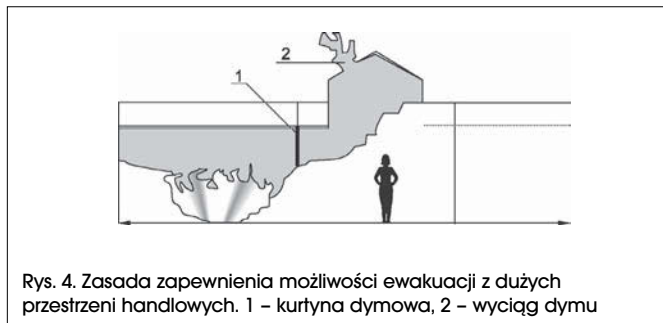 2
1
Rys. 4. Zasada zapewnienia możliwości ewakuacji z dużych
przestrzeni handlowych. 1 – kurtyna dymowa, 2 – wyciąg dymu